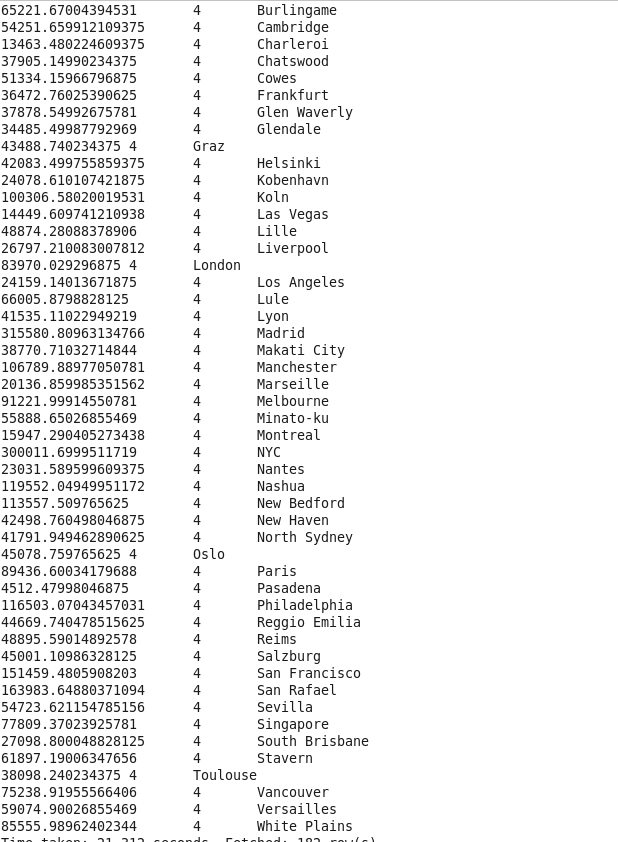 65221.67004394531 4 Burlingame
54251.659912109375 4 Cambridge
13463.480224609375 4 Charleroi
37905.14990234375 4 Chatswood
51334.15966796875 4 Cowes
36472.76025390625 4 Frankfurt
37878.54992675781 4 Glen Waverly
34485.49987792969 4 Glendale
43488.740234375 4 Graz
42083.499755859375 4 Helsinki
24078.610107421875 4 Kobenhavn
100306.58020019531 4 Koln
14449.609741210938 4 Las Vegas
48874.28088378906 4 Lille
26797.210083007812 4 Liverpool
83970.029296875 4 London
24159.14013671875 4 Los Angeles
66005.8798828125 4 Lule
41535.11022949219 4 Lyon
315580.80963134766 4 Madrid
38770.71032714844 4 Makati City
106789.88977050781 4 Manchester
20136.859985351562 4 Marseille
91221.99914550781 4 Melbourne
55888.65026855469 4 Minato-ku
15947.290405273438 4 Montreal
300011.6999511719 4 NYC
23031.589599609375 4 Nantes
119552.04949951172 4 Nashua
113557.509765625 4 New Bedford
42498.760498046875 4 New Haven
41791.949462890625 4 North Sydney
45078.759765625 4 Oslo
89436.60034179688 4 Paris
4512.47998046875 4 Pasadena
116503.07043457031 4 Philadelphia
44669.740478515625 4 Reggio Emilia
48895.59014892578 4 Reims
45001.10986328125 4 Salzburg
151459.4805908203 4 San Francisco
163983.64880371094 4 San Rafael
54723.621154785156 4 Sevilla
77809.37023925781 4 Singapore
27098.800048828125 4 South Brisbane
61897.19006347656 4 Stavern
38098.240234375 4 Toulouse
75238.91955566406 4 Vancouver
59074.90026855469 4 Versailles
85555.98962402344 4 White Plains
Time taken: 21.312 seconds, Fetched: 182 row(s)